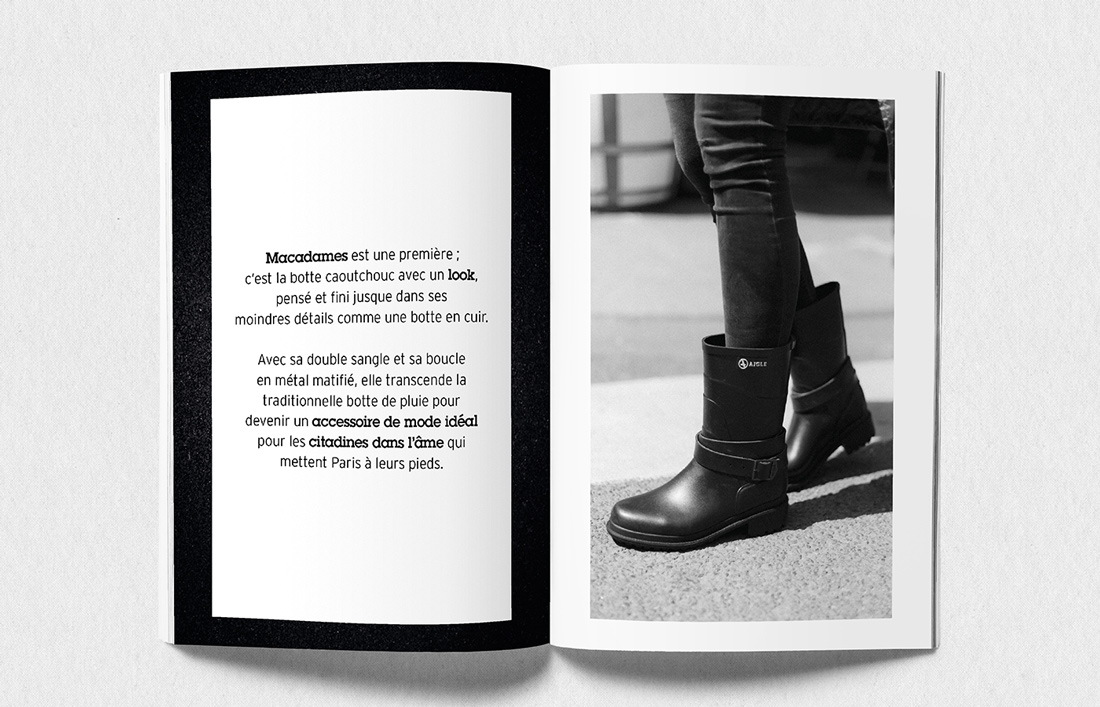 Macadames est une première ;
c'est la botte caoutchouc avec un look,
pensé et fini jusque dans ses
moindres détails comme une botte en cuir.
Avec sa double sangle et sa boucle
en métal matifié, elle transcende la
traditionnelle botte de pluie pour
devenir un accessoire de mode idéal
pour les citadines dans l'âme qui
mettent Paris à leurs pieds.
AIGLE